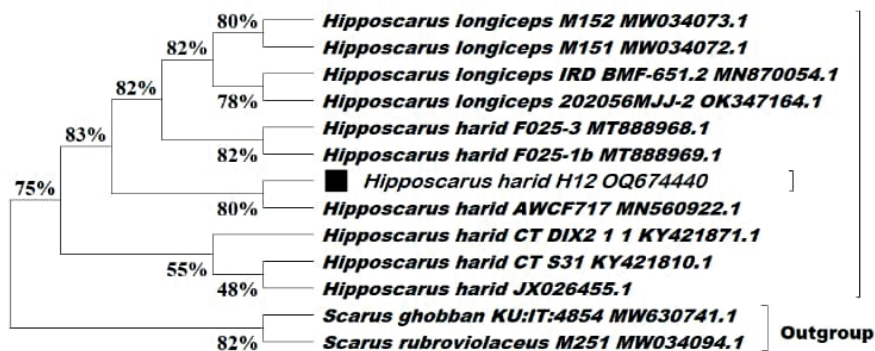 80% Hipposcarus longiceps M152 MW034073.1
82% Hipposcarus longiceps M151 MW034072.1
82% Hipposcarus longiceps IRD BMF-651.2 MN870054.1
78% Hipposcarus longiceps 202056MJJ-2 OK347164.1
83% Hipposcarus harid F025-3 MT888968.1
82% Hipposcarus harid F025-1b MT888969.1
75% Hipposcarus harid H12 OQ674440
80% Hipposcarus harid AWCF717 MN560922.1
Hipposcarus harid CT DIX2 1 1 KY421871.1
55% Hipposcarus harid CT S31 KY421810.1
48% Hipposcarus harid JX026455.1
Scarus ghobban KU:IT:4854 MW630741.1
Outgroup
82% Scarus rubroviolaceus M251 MW034094.1